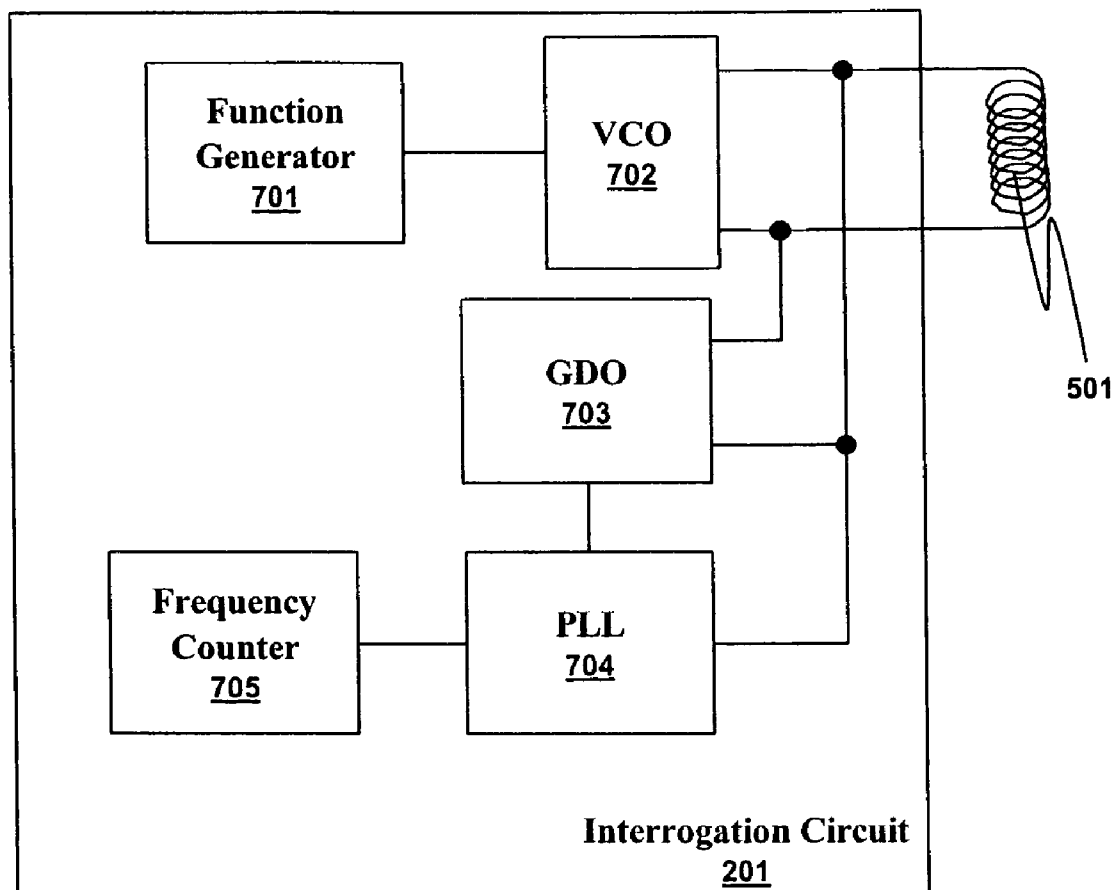 Function
Generator
701
VCO
702
GDO
703
501
Frequency
Counter
705
PLL
704
Interrogation Circuit
201